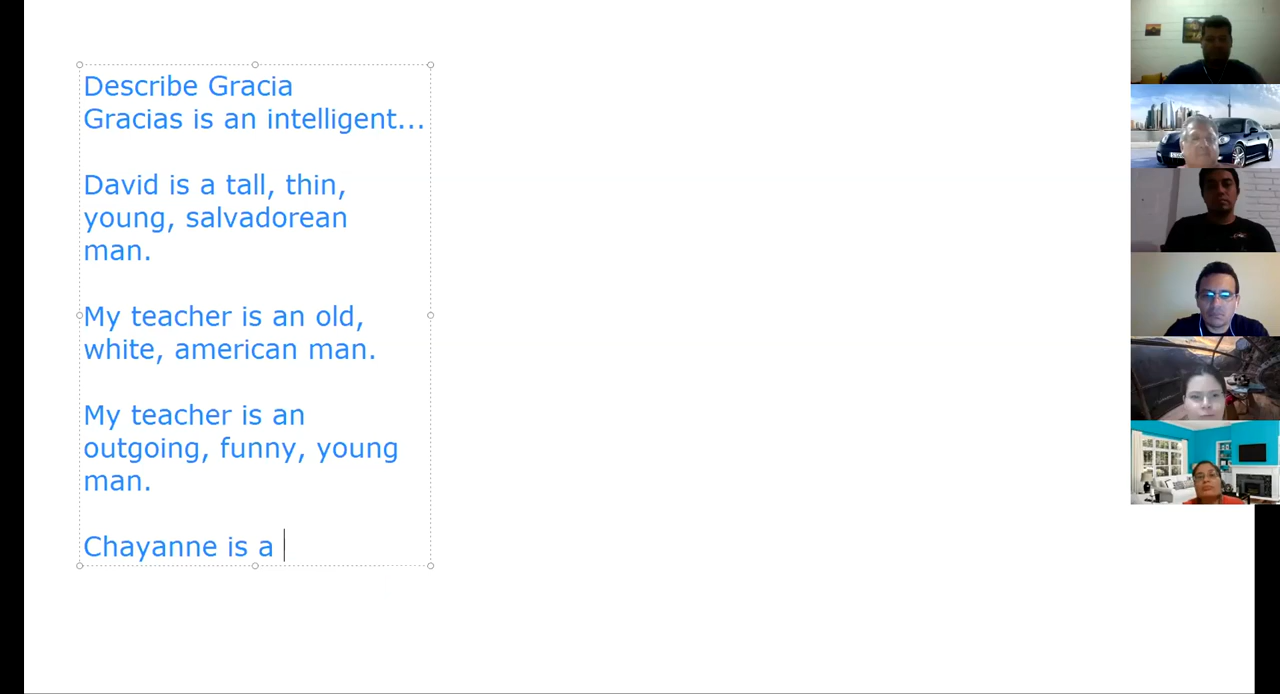 Describe Gracia
Gracias is an intelligent...
David is a tall, thin,
young, salvadorean
man.
My teacher is an old,
white, american man.
My teacher is an
outgoing, funny, young
man.
Chayanne is a